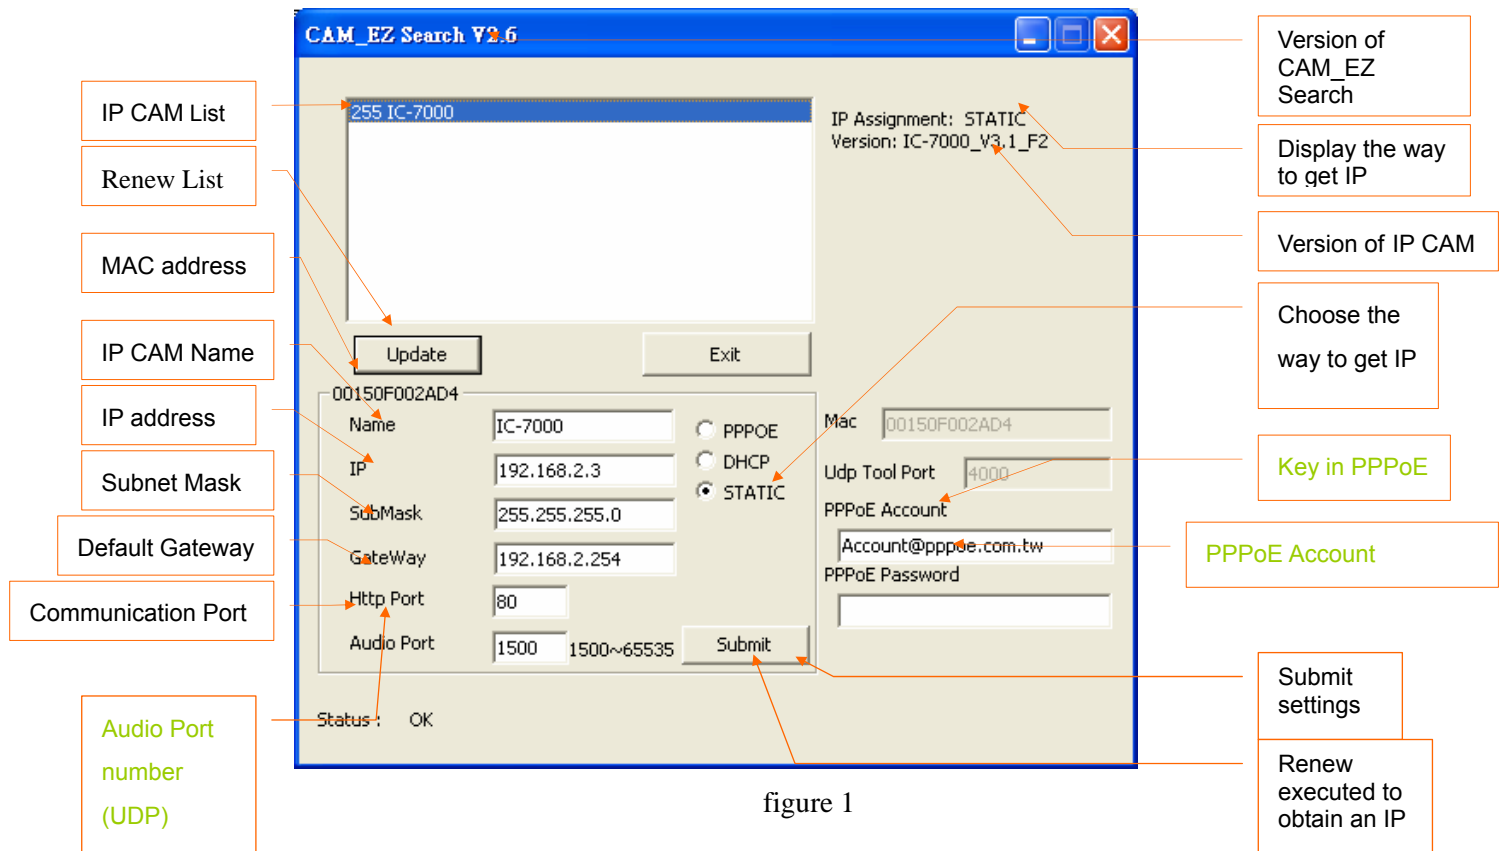 CAM_EZ Search V2.6
Version of
CAM_EZ
Search
IP CAM List
255 IC-7000
IP Assignment: STATIC
Version: IC-7000_V3.1_F2
Display the way
to get IP
Renew List
Version of IP CAM
MAC address
Choose the
way to get IP
IP CAM Name
Update
Exit
00150F002AD4
IP address
Name
IC-7000
PPPOE
Mac
00150F002AD4
IP
192.168.2.3
DHCP
Udp Tool Port
4000
Key in PPPoE
Subnet Mask
STATIC
SubMask
255.255.255.0
PPPoE Account
Default Gateway
GateWay
192.168.2.254
Account@pppoe.com.tw
PPPoE Account
PPPoE Password
Communication Port
Http Port
80
Audio Port
1500
1500~65535
Submit
Submit
settings
Status :
OK
Audio Port
number
(UDP)
Renew
executed to
obtain an IP
figure 1